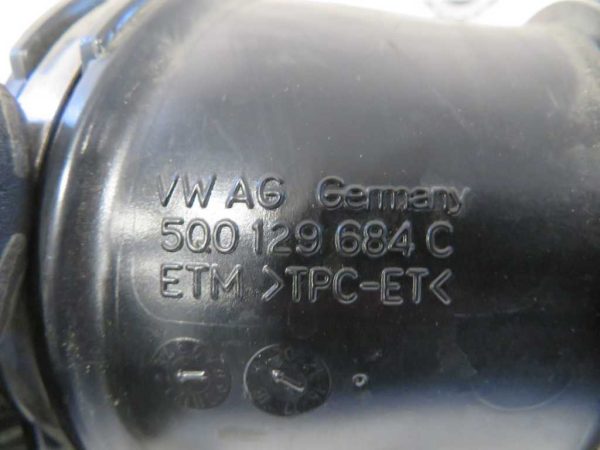 VW AG Germany
5Q0 129 684 C
ETM >TPC-ET<